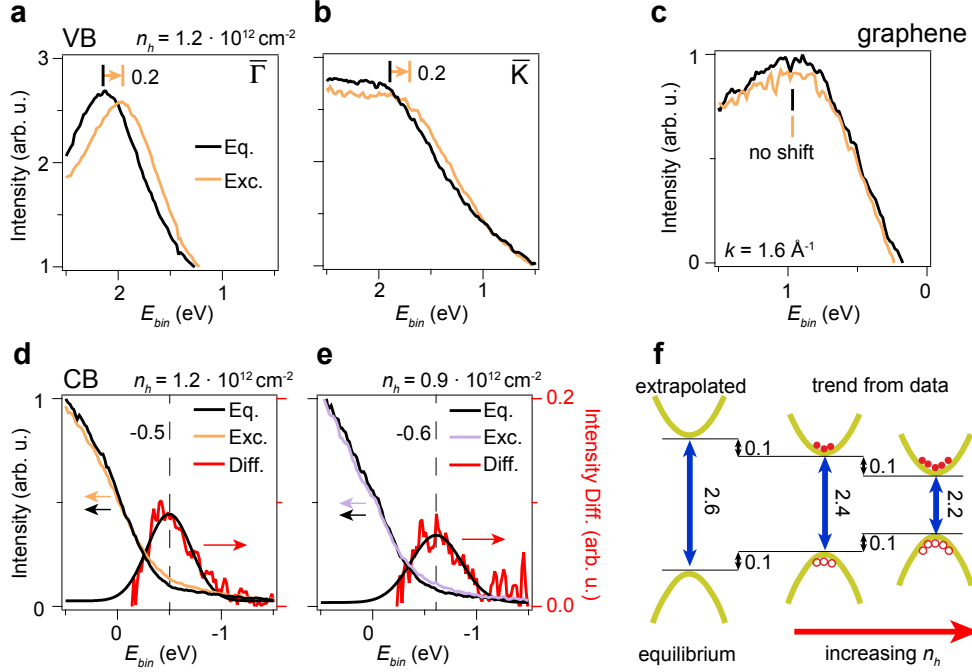 a
VB
n_h = 1.2 · 10^12 cm^-2
Γ̅
0.2
Eq.
Exc.
3
2
1
Intensity (arb. u.)
2
1
E_bin (eV)
b
K̅
0.2
2
1
E_bin (eV)
c
graphene
1
0
Intensity (arb. u.)
no shift
k = 1.6 Å^-1
1
0
E_bin (eV)
d
CB
n_h = 1.2 · 10^12 cm^-2
-0.5
Eq.
Exc.
Diff.
1
0
Intensity (arb. u.)
0
-1
E_bin (eV)
e
n_h = 0.9 · 10^12 cm^-2
-0.6
Eq.
Exc.
Diff.
0.2
0.0
Intensity Diff. (arb. u.)
0
-1
E_bin (eV)
f
extrapolated
trend from data
0.1
0.1
2.6
2.4
2.2
0.1
0.1
equilibrium
increasing n_h